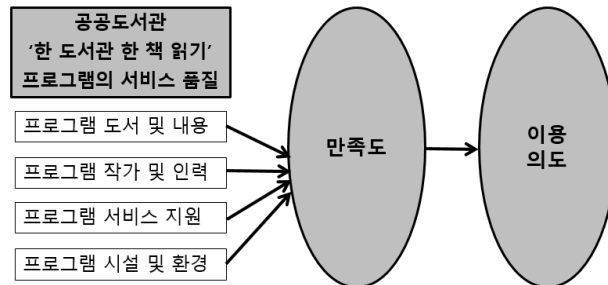 공공도서관
'한 도서관 한 책 읽기'
프로그램의 서비스 품질
프로그램 도서 및 내용
프로그램 작가 및 인력
프로그램 서비스 지원
프로그램 시설 및 환경
만족도
이용
의도